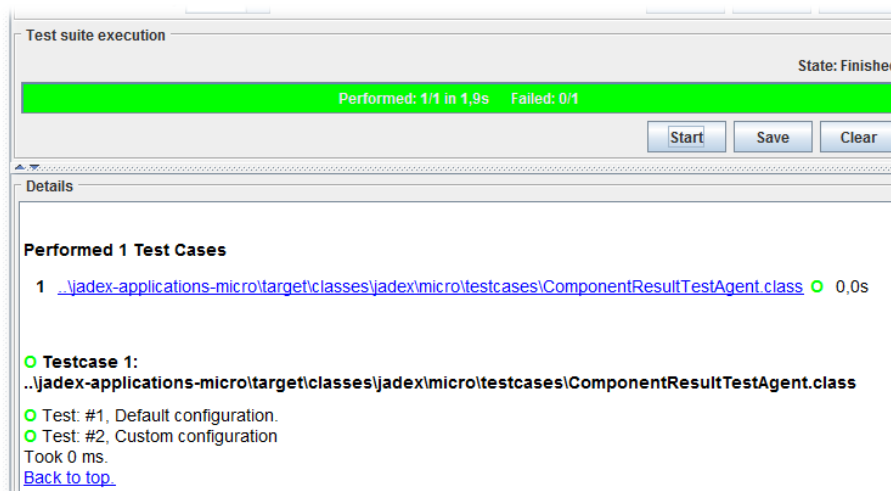 Test suite execution
State: Finished
Performed: 1/1 in 1,9s Failed: 0/1
Start Save Clear
Details
Performed 1 Test Cases
1 ..\jadex-applications-micro\target\classes\jadex\micro\testcases\ComponentResultTestAgent.class O 0,0s
O Testcase 1:
..\jadex-applications-micro\target\classes\jadex\micro\testcases\ComponentResultTestAgent.class
O Test: #1, Default configuration.
O Test: #2, Custom configuration
Took 0 ms.
Back to top.